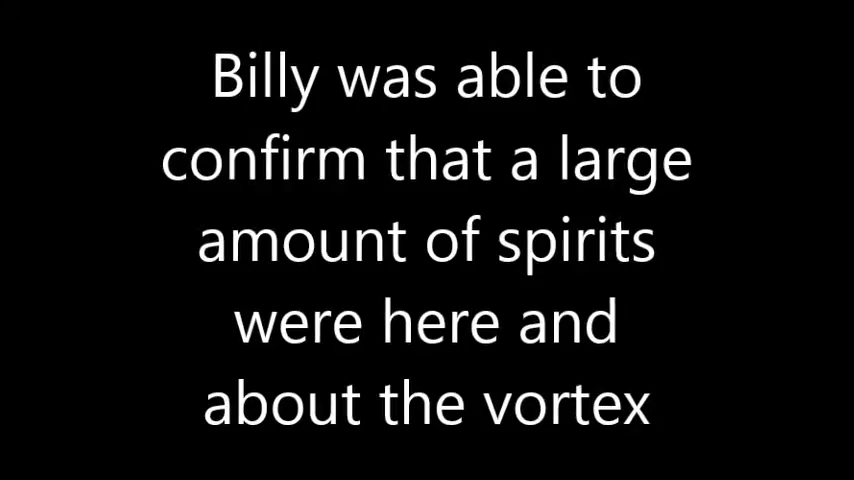 Billy was able to
confirm that a large
amount of spirits
were here and
about the vortex